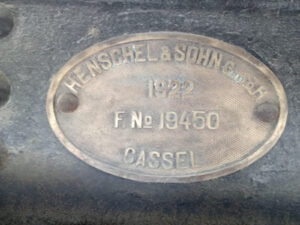 HENSCHEL & SOHN G.m.b.H
1922
F. No 19450
CASSEL